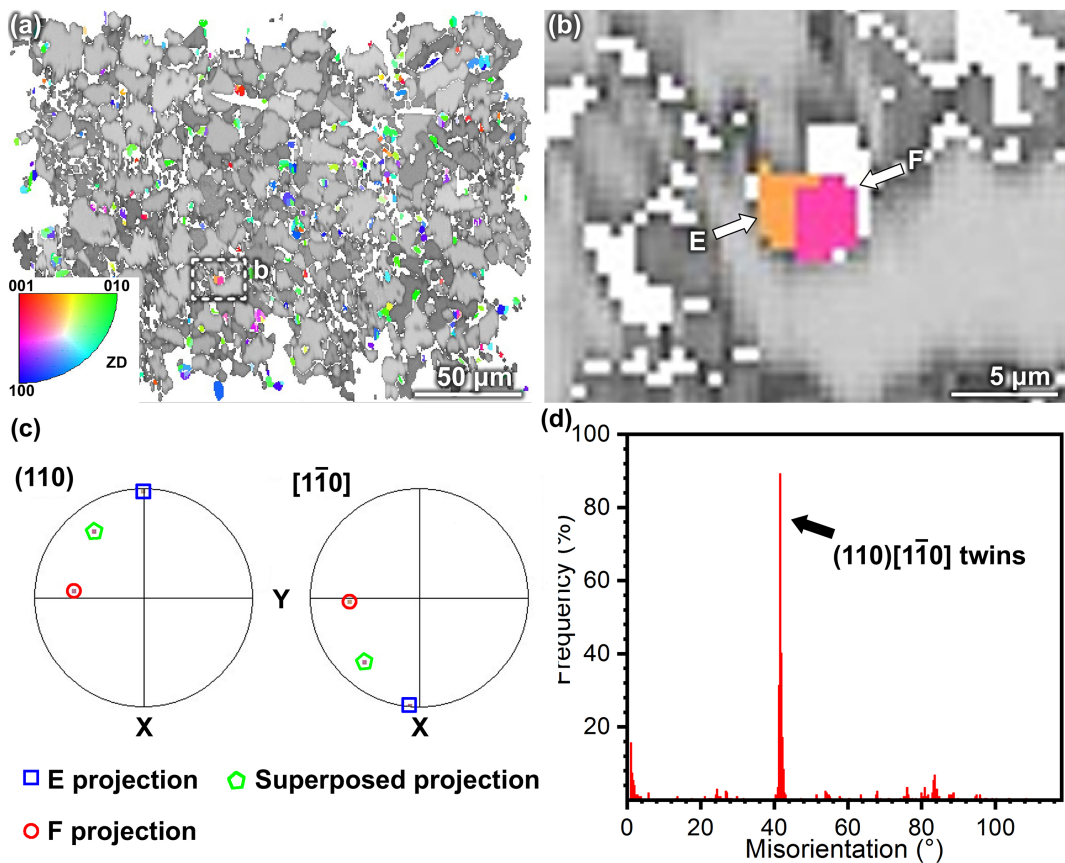 (a)
b
001
010
100
ZD
50 µm
(b)
E
F
5 µm
(c)
(110)
[11̅0]
Y
X
X
E projection
Superposed projection
F projection
(d)
Frequency (%)
100
80
60
40
20
(110)[11̅0] twins
0
20
40
60
80
100
Misorientation (°)